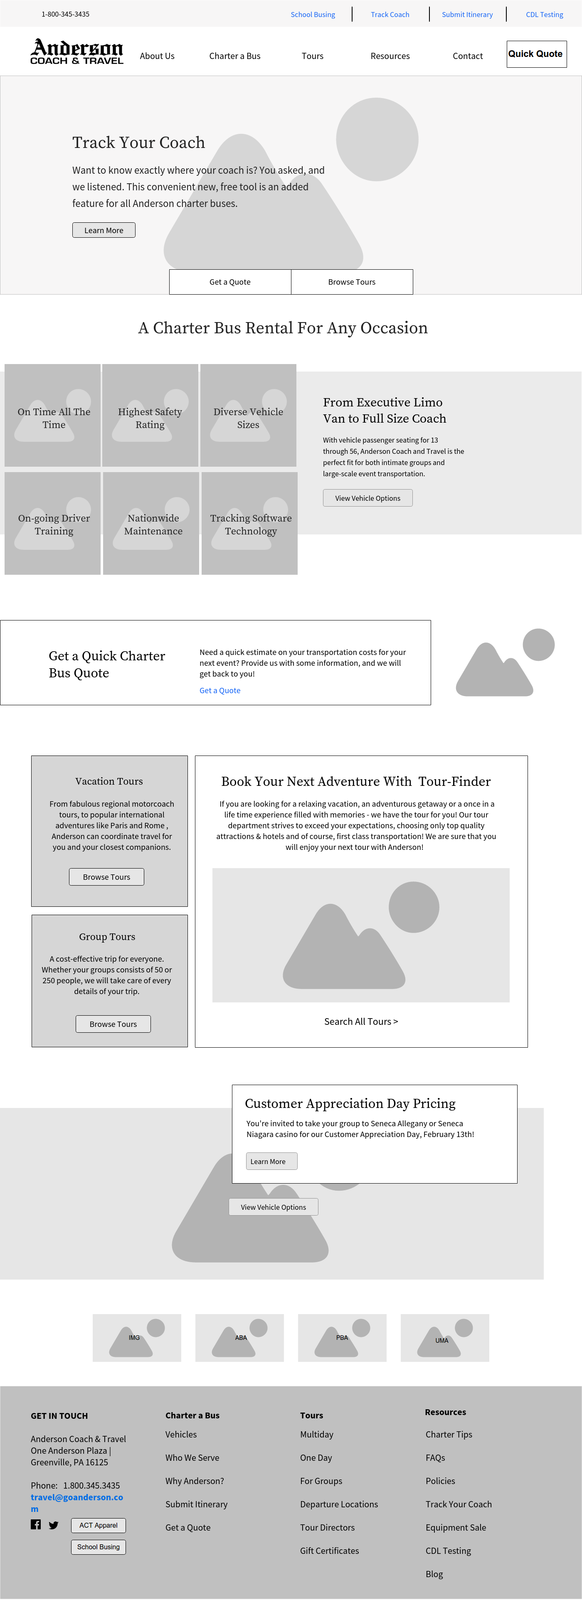 1-800-345-3435
School Busing
Track Coach
Submit Itinerary
CDL Testing
Anderson
COACH & TRAVEL
About Us
Charter a Bus
Tours
Resources
Contact
Quick Quote
Track Your Coach
Want to know exactly where your coach is? You asked, and
we listened. This convenient new, free tool is an added
feature for all Anderson charter buses.
Learn More
Get a Quote
Browse Tours
A Charter Bus Rental For Any Occasion
On Time All The
Time
Highest Safety
Rating
Diverse Vehicle
Sizes
On-going Driver
Training
Nationwide
Maintenance
Tracking Software
Technology
From Executive Limo
Van to Full Size Coach
With vehicle passenger seating for 13
through 56, Anderson Coach and Travel is the
perfect fit for both intimate groups and
large-scale event transportation.
View Vehicle Options
Get a Quick Charter
Bus Quote
Need a quick estimate on your transportation costs for your
next event? Provide us with some information, and we will
get back to you!
Get a Quote
Vacation Tours
From fabulous regional motorcoach
tours, to popular international
adventures like Paris and Rome ,
Anderson can coordinate travel for
you and your closest companions.
Browse Tours
Group Tours
A cost-effective trip for everyone.
Whether your groups consists of 50 or
250 people, we will take care of every
details of your trip.
Browse Tours
Book Your Next Adventure With Tour-Finder
If you are looking for a relaxing vacation, an adventurous getaway or a once in a
life time experience filled with memories - we have the tour for you! Our tour
department strives to exceed your expectations, choosing only top quality
attractions & hotels and of course, first class transportation! We are sure that you
will enjoy your next tour with Anderson!
Search All Tours >
Customer Appreciation Day Pricing
You're invited to take your group to Seneca Allegany or Seneca
Niagara casino for our Customer Appreciation Day, February 13th!
Learn More
View Vehicle Options
IMG
ABA
PBA
UMA
GET IN TOUCH
Anderson Coach & Travel
One Anderson Plaza |
Greenville, PA 16125
Phone: 1.800.345.3435
travel@goanderson.co
m
ACT Apparel
School Busing
Charter a Bus
Vehicles
Who We Serve
Why Anderson?
Submit Itinerary
Get a Quote
Tours
Multiday
One Day
For Groups
Departure Locations
Tour Directors
Gift Certificates
Resources
Charter Tips
FAQs
Policies
Track Your Coach
Equipment Sale
CDL Testing
Blog